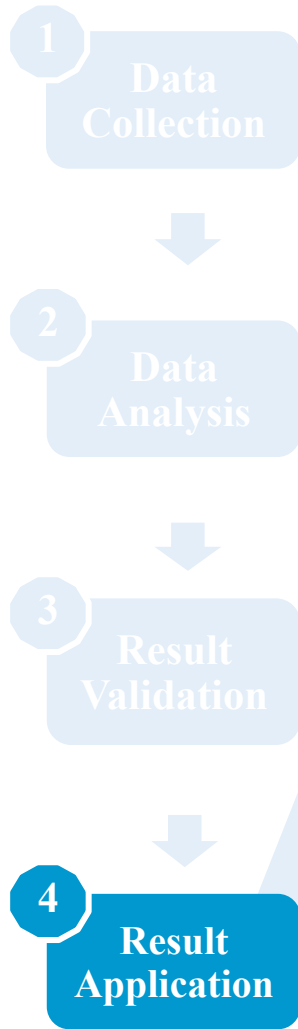 1
Data
Collection
2
Data
Analysis
3
Result
Validation
4
Result
Application